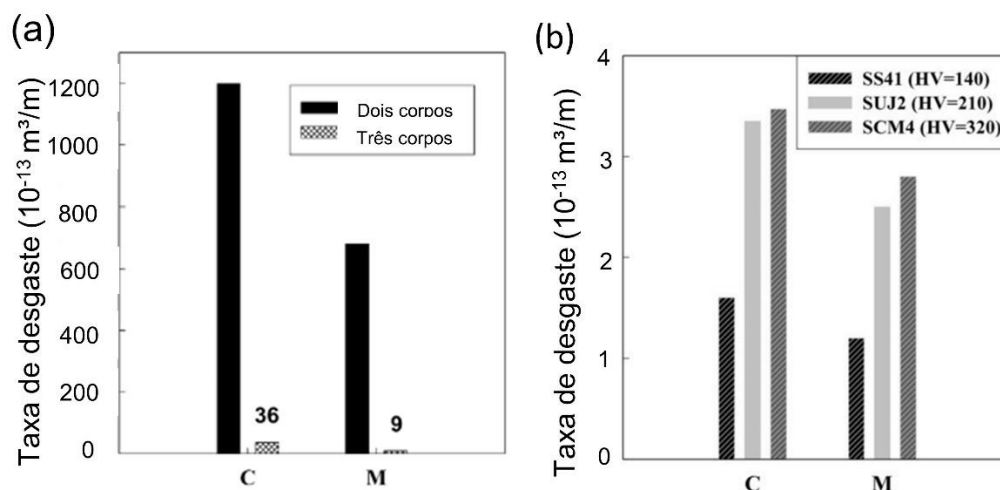 (a)
Taxa de desgaste (10⁻¹³ m³/m)
1200
1000
800
600
400
200
0
Dois corpos
Três corpos
36
9
C
M
(b)
Taxa de desgaste (10⁻¹³ m³/m)
4
3
2
1
0
SS41 (HV=140)
SUJ2 (HV=210)
SCM4 (HV=320)
C
M